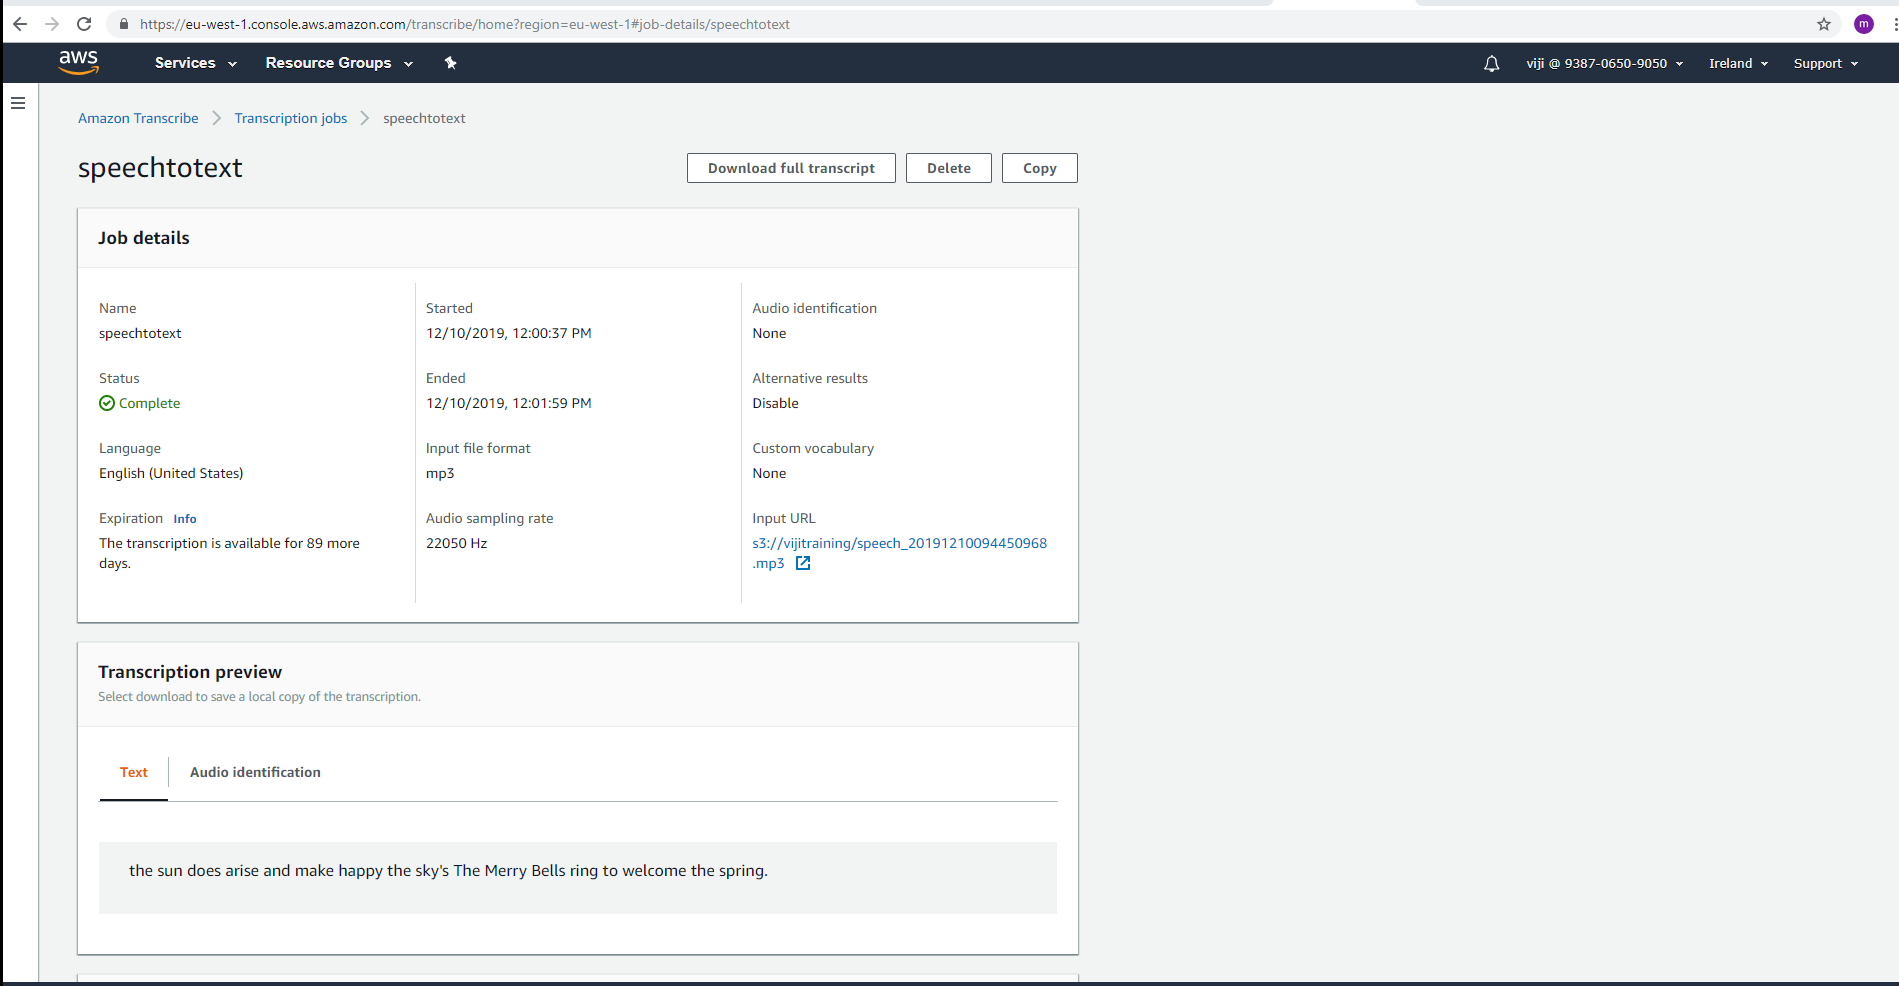 https://eu-west-1.console.aws.amazon.com/transcribe/home?region=eu-west-1#job-details/speechtotext
m
aws Services Resource Groups viji @ 9387-0650-9050 Ireland Support
Amazon Transcribe Transcription jobs speechtotext
speechtotext Download full transcript Delete Copy
Job details
Name Started Audio identification
speechtotext 12/10/2019, 12:00:37 PM None
Status Ended Alternative results
Complete 12/10/2019, 12:01:59 PM Disable
Language Input file format Custom vocabulary
English (United States) mp3 None
Expiration Info Audio sampling rate Input URL
The transcription is available for 89 more 22050 Hz s3://vijitraining/speech_20191210094450968
days. .mp3
Transcription preview
Select download to save a local copy of the transcription.
Text Audio identification
the sun does arise and make happy the sky's The Merry Bells ring to welcome the spring.